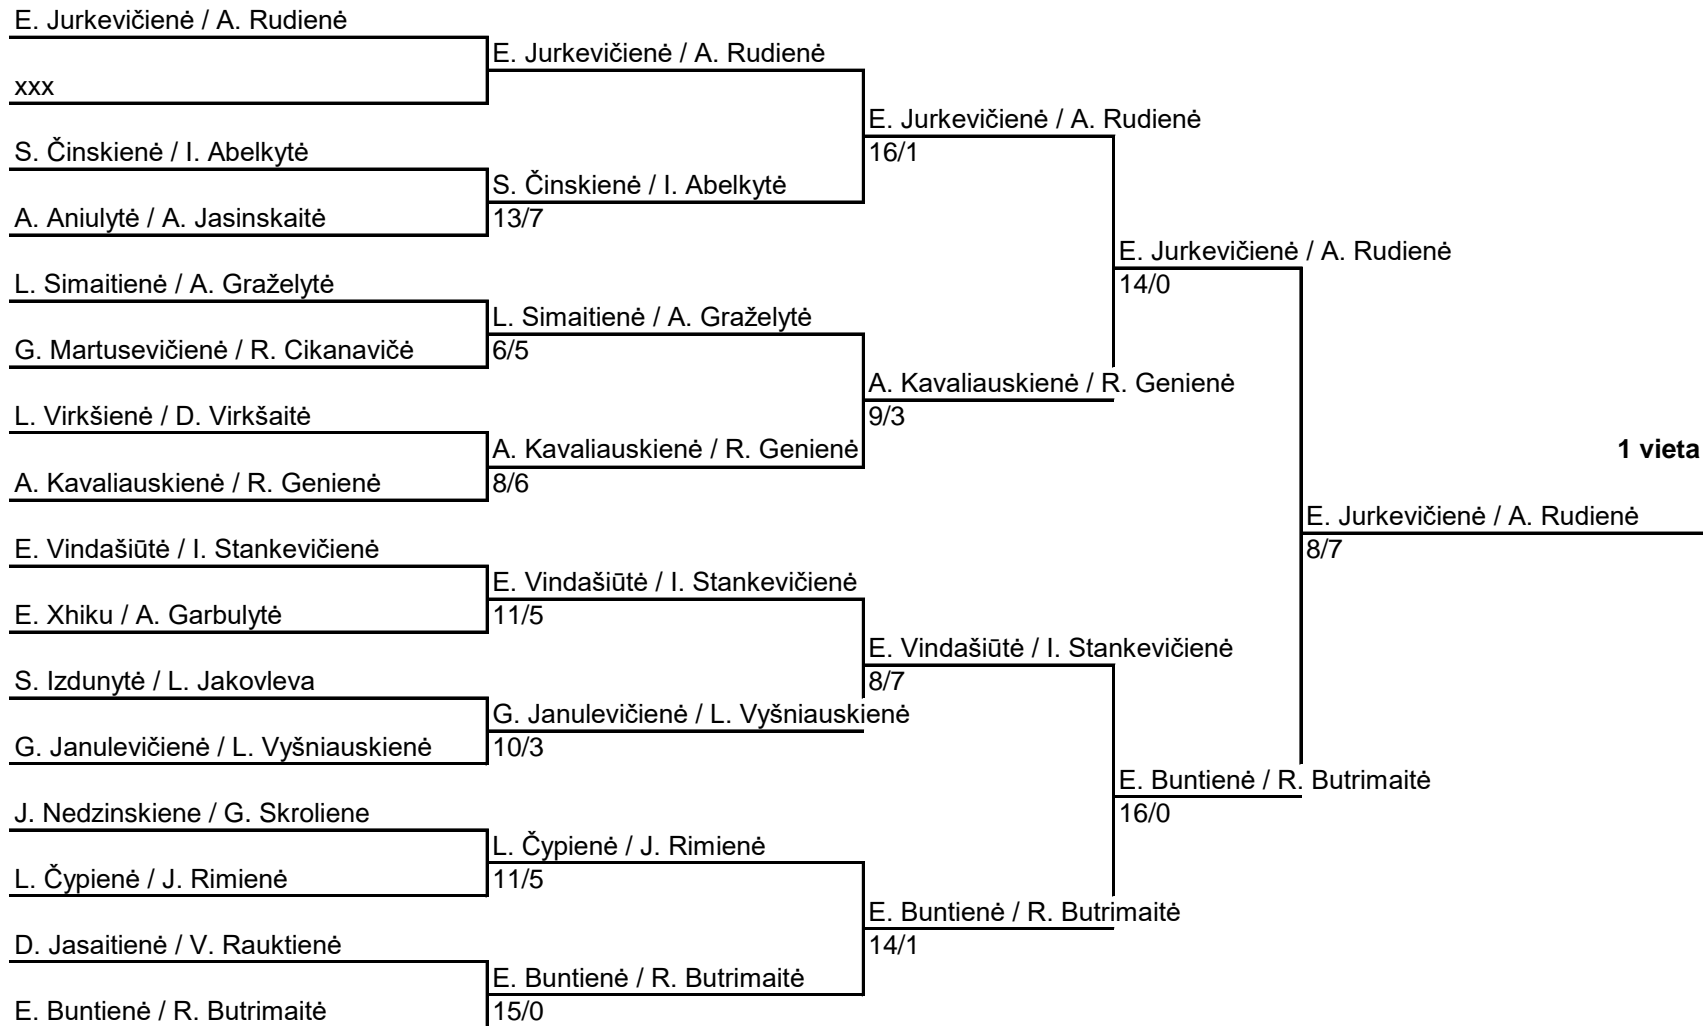 E. Jurkevičienė / A. Rudienė
E. Jurkevičienė / A. Rudienė
xxx
E. Jurkevičienė / A. Rudienė
S. Činskienė / I. Abelkytė
16/1
S. Činskienė / I. Abelkytė
A. Aniulytė / A. Jasinskaitė
13/7
E. Jurkevičienė / A. Rudienė
L. Simaitienė / A. Graželytė
14/0
L. Simaitienė / A. Graželytė
G. Martusevičienė / R. Cikanavičė
6/5
A. Kavaliauskienė / R. Genienė
L. Virkšienė / D. Virkšaitė
9/3
A. Kavaliauskienė / R. Genienė
1 vieta
A. Kavaliauskienė / R. Genienė
8/6
E. Jurkevičienė / A. Rudienė
E. Vindašiūtė / I. Stankevičienė
8/7
E. Vindašiūtė / I. Stankevičienė
E. Xhiku / A. Garbulytė
11/5
E. Vindašiūtė / I. Stankevičienė
S. Izdunytė / L. Jakovleva
8/7
G. Janulevičienė / L. Vyšniauskienė
G. Janulevičienė / L. Vyšniauskienė
10/3
E. Buntienė / R. Butrimaitė
J. Nedzinskiene / G. Skroliene
16/0
L. Čypienė / J. Rimienė
L. Čypienė / J. Rimienė
11/5
E. Buntienė / R. Butrimaitė
D. Jasaitienė / V. Rauktienė
14/1
E. Buntienė / R. Butrimaitė
E. Buntienė / R. Butrimaitė
15/0